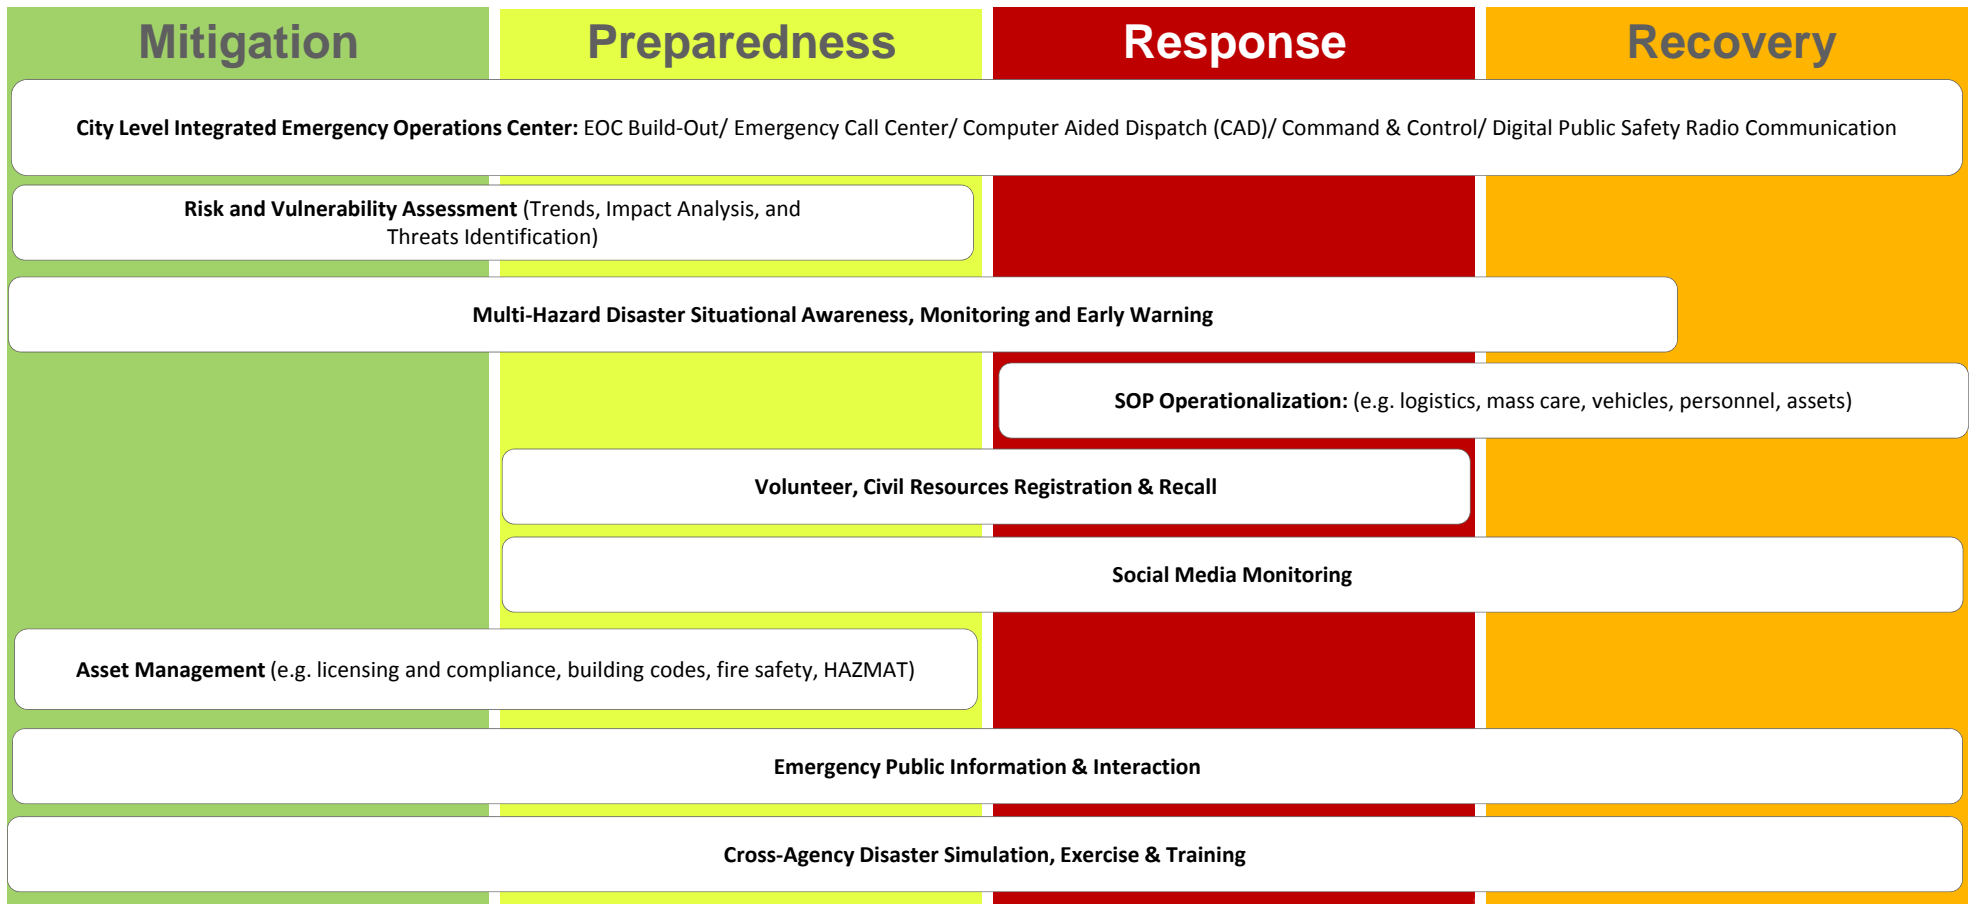 Mitigation
Preparedness
Response
Recovery
City Level Integrated Emergency Operations Center: EOC Build-Out/ Emergency Call Center/ Computer Aided Dispatch (CAD)/ Command & Control/ Digital Public Safety Radio Communication
Risk and Vulnerability Assessment (Trends, Impact Analysis, and
Threats Identification)
Multi-Hazard Disaster Situational Awareness, Monitoring and Early Warning
SOP Operationalization: (e.g. logistics, mass care, vehicles, personnel, assets)
Volunteer, Civil Resources Registration & Recall
Social Media Monitoring
Asset Management (e.g. licensing and compliance, building codes, fire safety, HAZMAT)
Emergency Public Information & Interaction
Cross-Agency Disaster Simulation, Exercise & Training